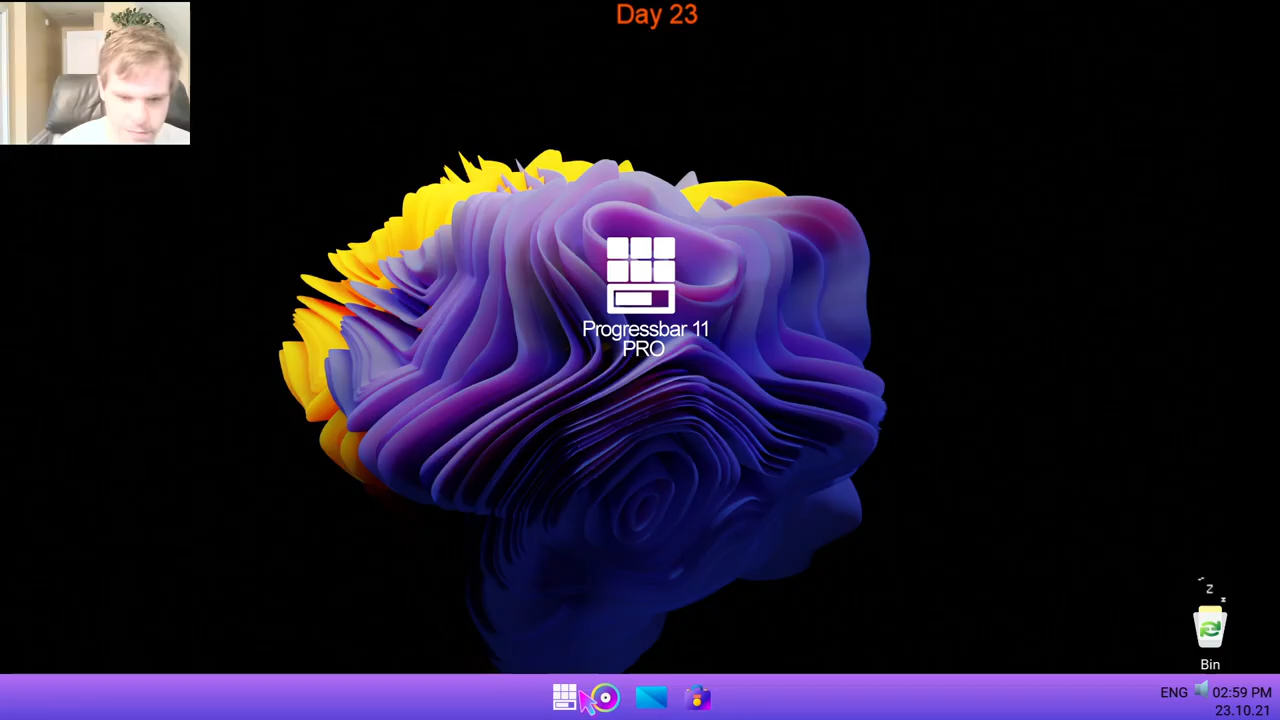 Day 23
Progressbar 11
PRO
z
z
Bin
ENG 02:59 PM
23.10.21